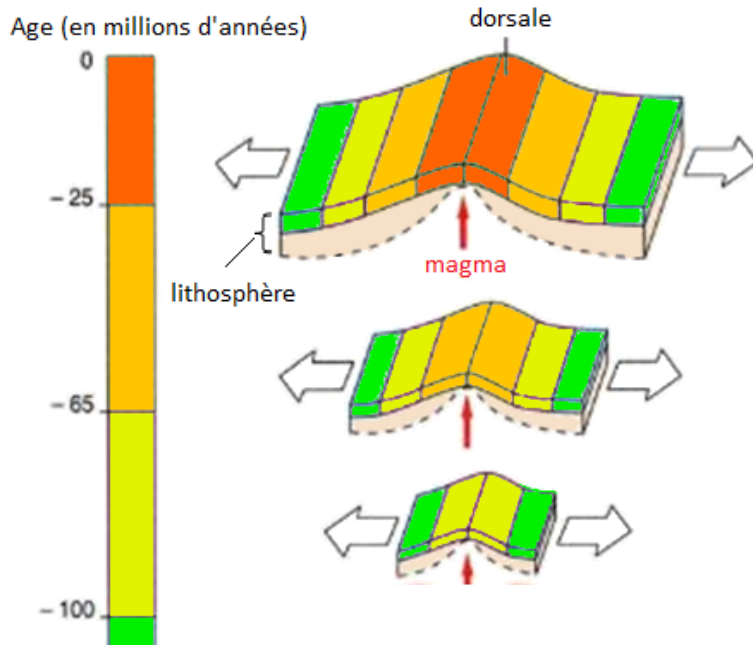 Age (en millions d'années)
dorsale
0
– 25
lithosphère
magma
– 65
– 100